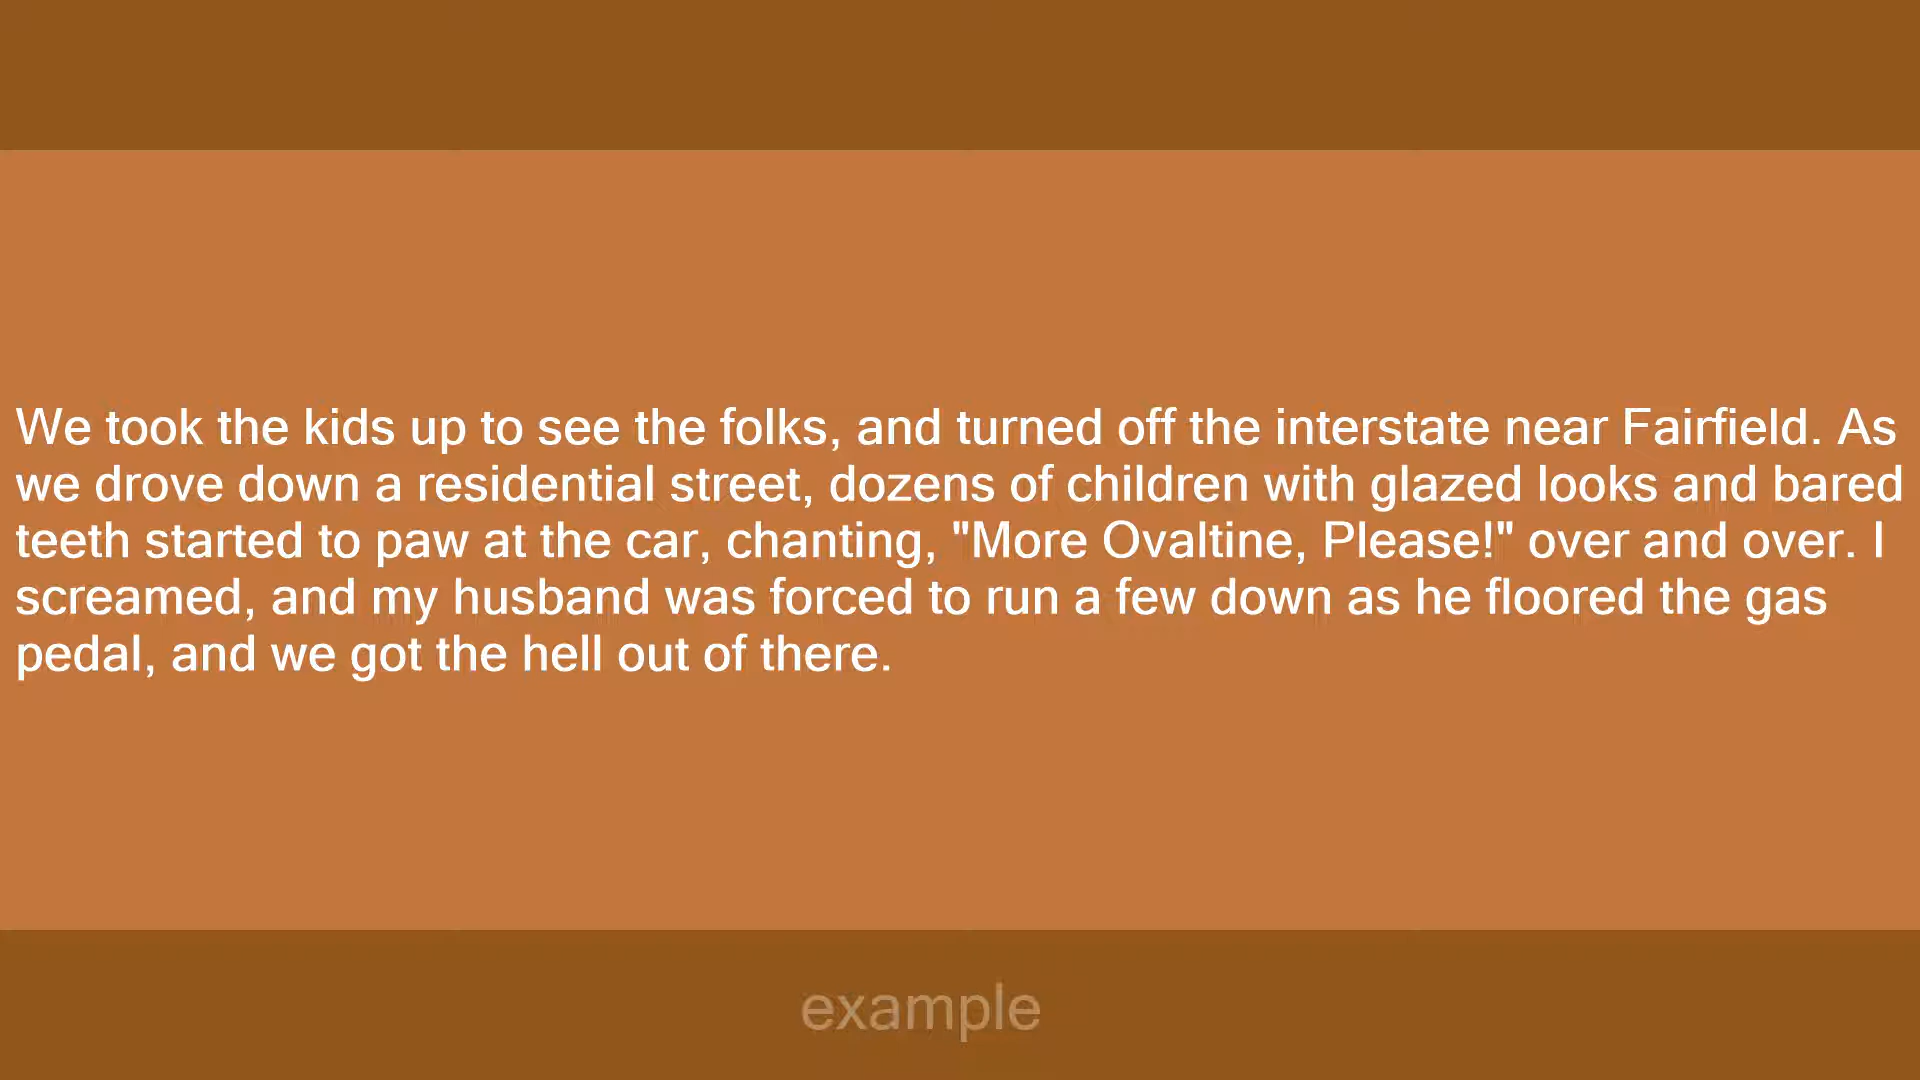 We took the kids up to see the folks, and turned off the interstate near Fairfield. As
we drove down a residential street, dozens of children with glazed looks and bared
teeth started to paw at the car, chanting, "More Ovaltine, Please!" over and over. I
screamed, and my husband was forced to run a few down as he floored the gas
pedal, and we got the hell out of there.
example